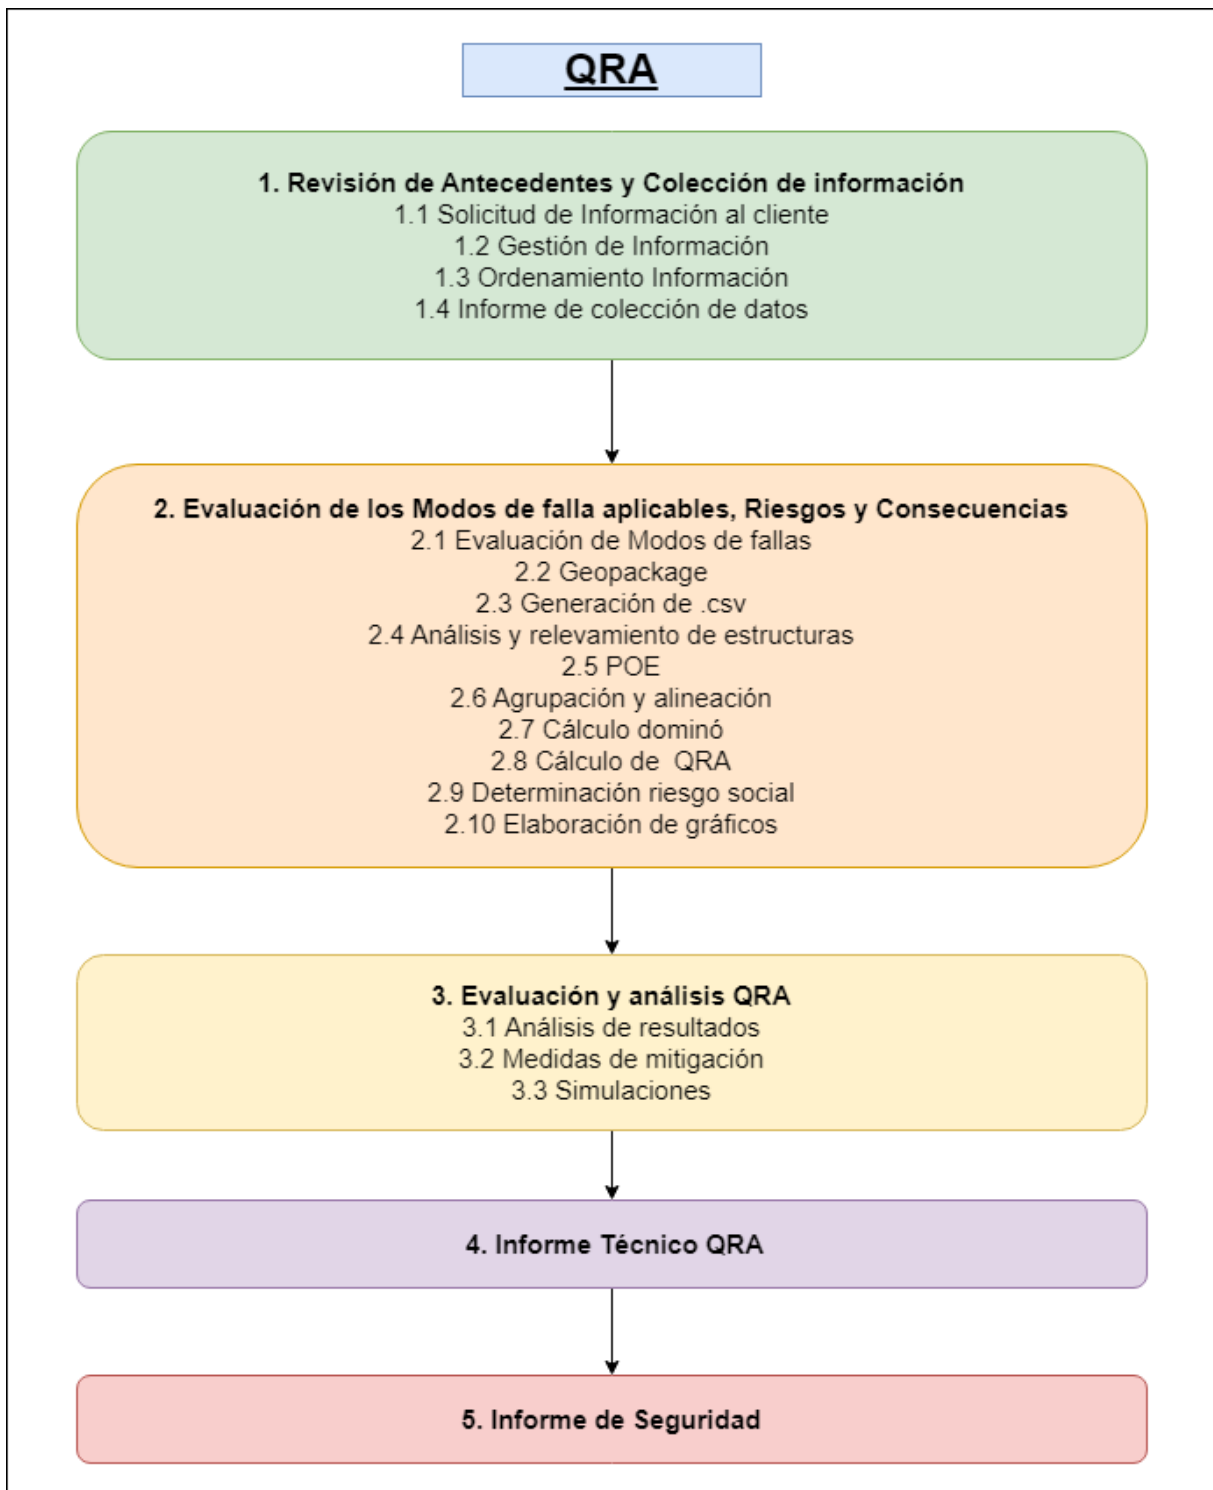 QRA
1. Revisión de Antecedentes y Colección de información
1.1 Solicitud de Información al cliente
1.2 Gestión de Información
1.3 Ordenamiento Información
1.4 Informe de colección de datos
2. Evaluación de los Modos de falla aplicables, Riesgos y Consecuencias
2.1 Evaluación de Modos de fallas
2.2 Geopackage
2.3 Generación de .csv
2.4 Análisis y relevamiento de estructuras
2.5 POE
2.6 Agrupación y alineación
2.7 Cálculo dominó
2.8 Cálculo de  QRA
2.9 Determinación riesgo social
2.10 Elaboración de gráficos
3. Evaluación y análisis QRA
3.1 Análisis de resultados
3.2 Medidas de mitigación
3.3 Simulaciones
4. Informe Técnico QRA
5. Informe de Seguridad